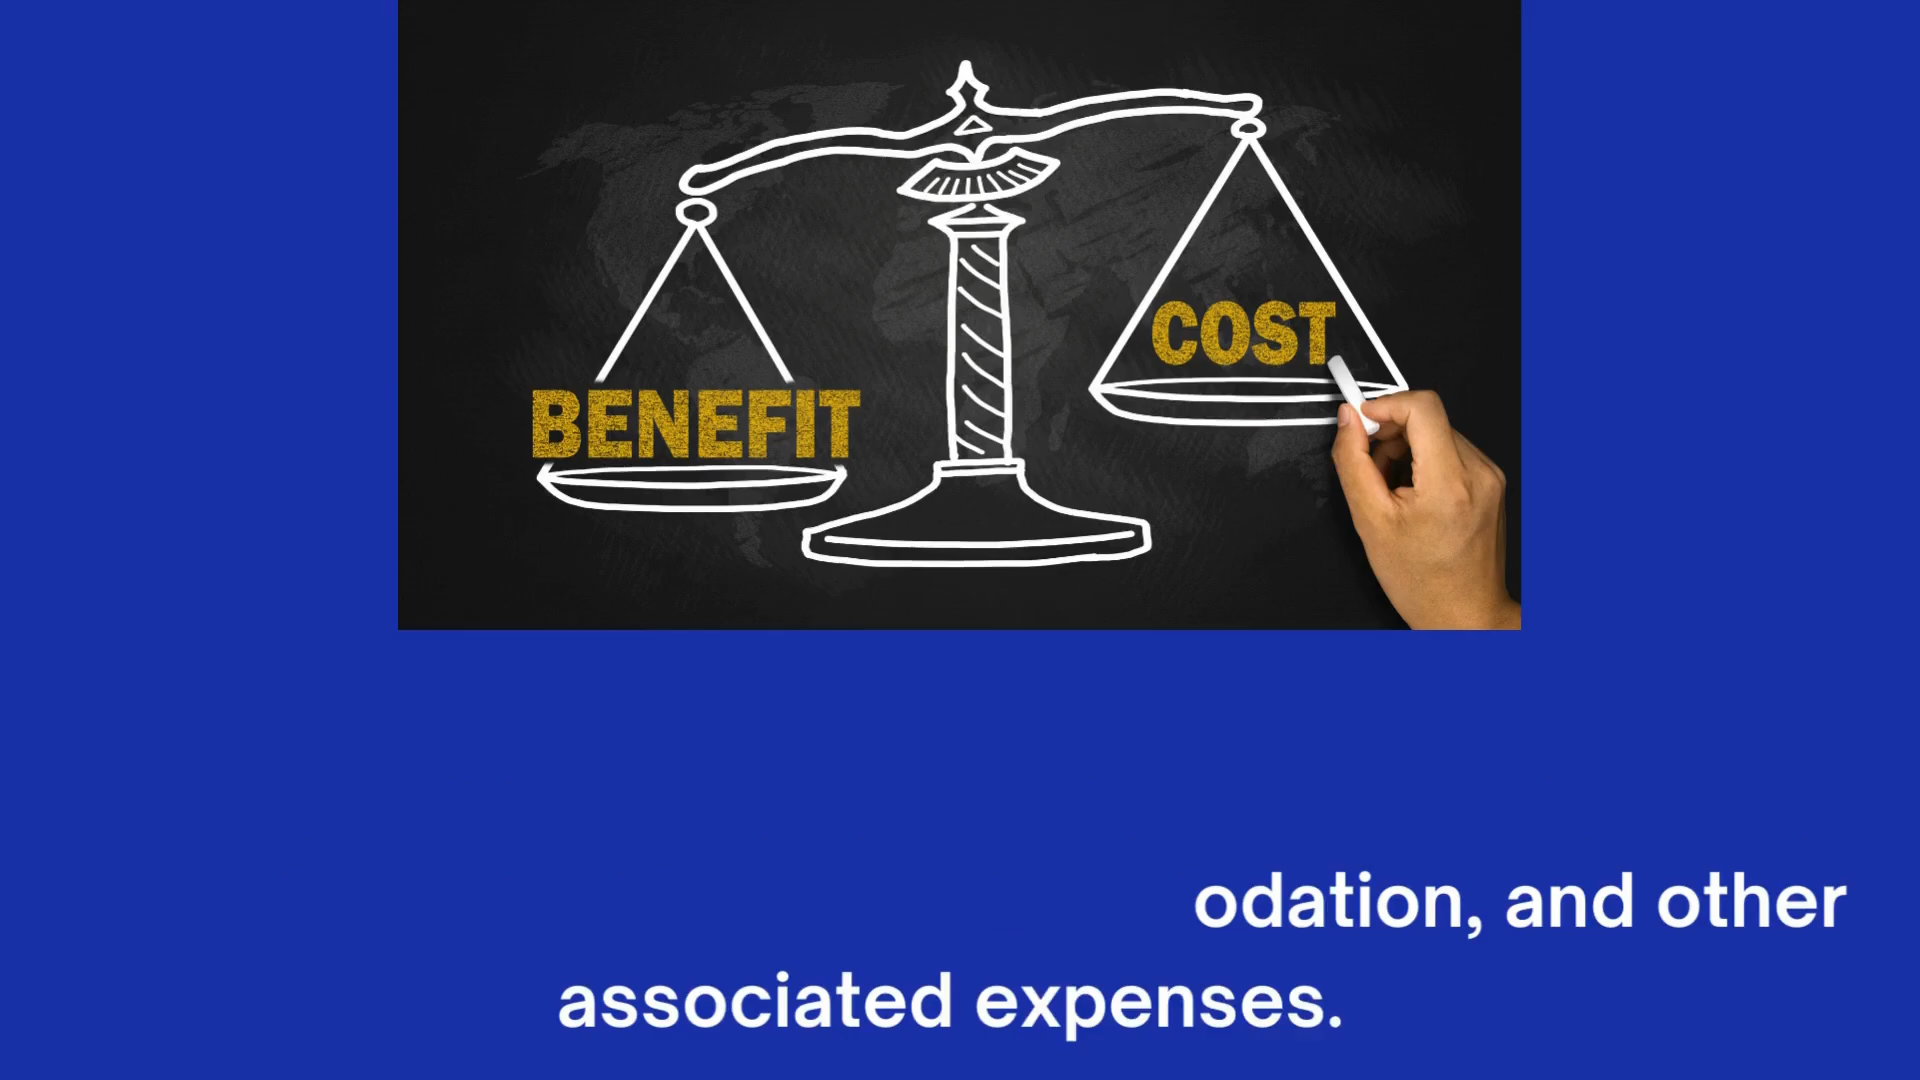 BENEFIT
COST
odation, and other
associated expenses.